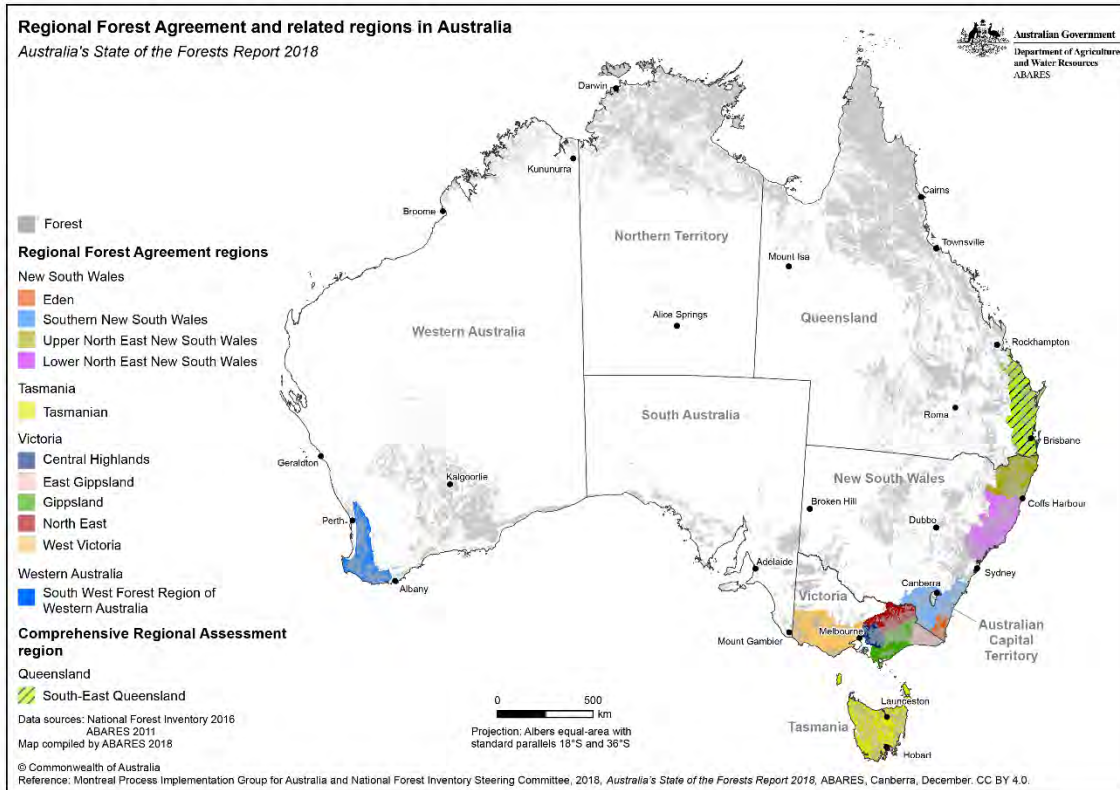 Regional Forest Agreement and related regions in Australia
Australia's State of the Forests Report 2018
Australian Government
Department of Agriculture
and Water Resources
ABARES
Darwin
Kununurra
Broome
Cairns
Townsville
Northern Territory
Mount Isa
Alice Springs
Western Australia
Queensland
Rockhampton
South Australia
Roma
Brisbane
Geraldton
Kalgoorlie
New South Wales
Broken Hill
Coffs Harbour
Perth
Dubbo
Adelaide
Sydney
Albany
Canberra
Victoria
Australian
Capital
Territory
Mount Gambier
Melbourne
Launceston
Tasmania
Hobart
Forest
Regional Forest Agreement regions
New South Wales
Eden
Southern New South Wales
Upper North East New South Wales
Lower North East New South Wales
Tasmania
Tasmanian
Victoria
Central Highlands
East Gippsland
Gippsland
North East
West Victoria
Western Australia
South West Forest Region of
Western Australia
Comprehensive Regional Assessment
region
Queensland
South-East Queensland
Data sources: National Forest Inventory 2016
ABARES 2011
Map compiled by ABARES 2018
0 500
km
Projection: Albers equal-area with
standard parallels 18°S and 36°S
© Commonwealth of Australia
Reference: Montreal Process Implementation Group for Australia and National Forest Inventory Steering Committee, 2018, Australia's State of the Forests Report 2018, ABARES, Canberra, December. CC BY 4.0.